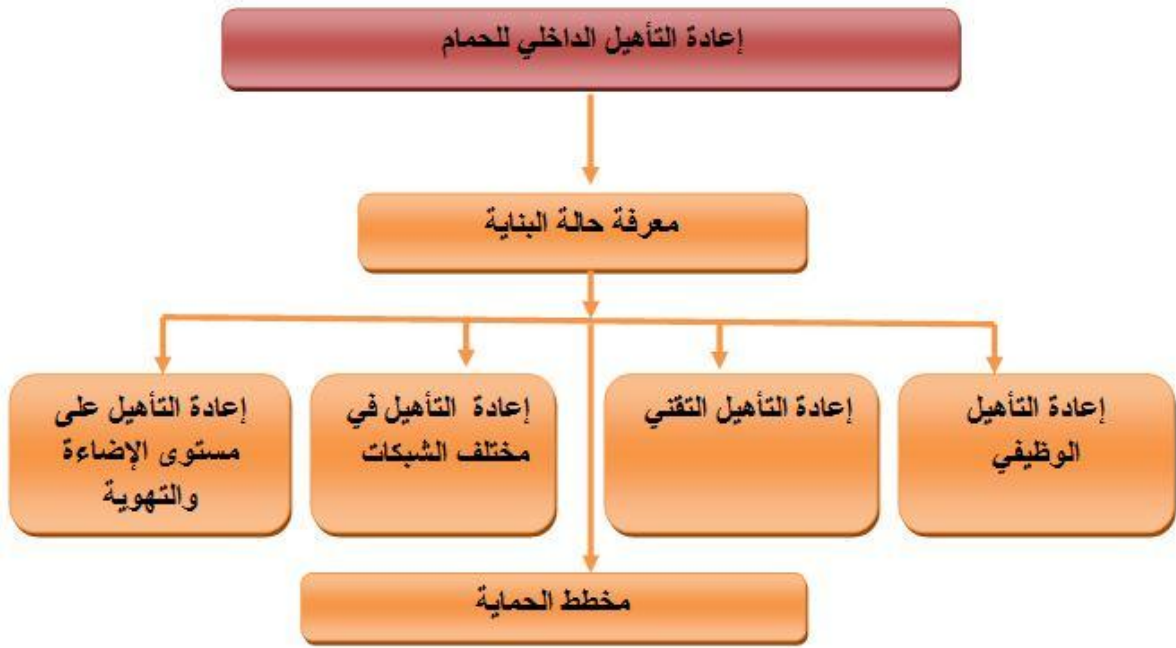 إعادة التأهيل الداخلي للحمام
معرفة حالة البناية
إعادة التأهيل
الوظيفي
إعادة التأهيل التقني
إعادة التأهيل في
مختلف الشبكات
إعادة التأهيل على
مستوى الإضاءة
والتهوية
مخطط الحماية